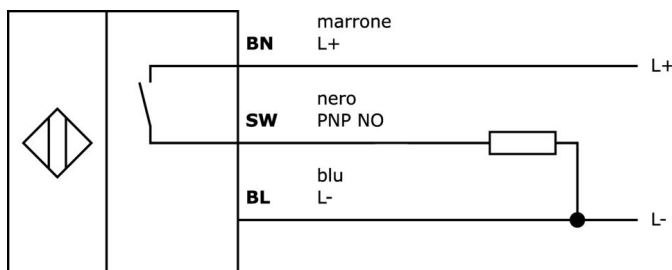 marrone
BN L+
L+
nero
SW PNP NO
blu
BL L-
L-